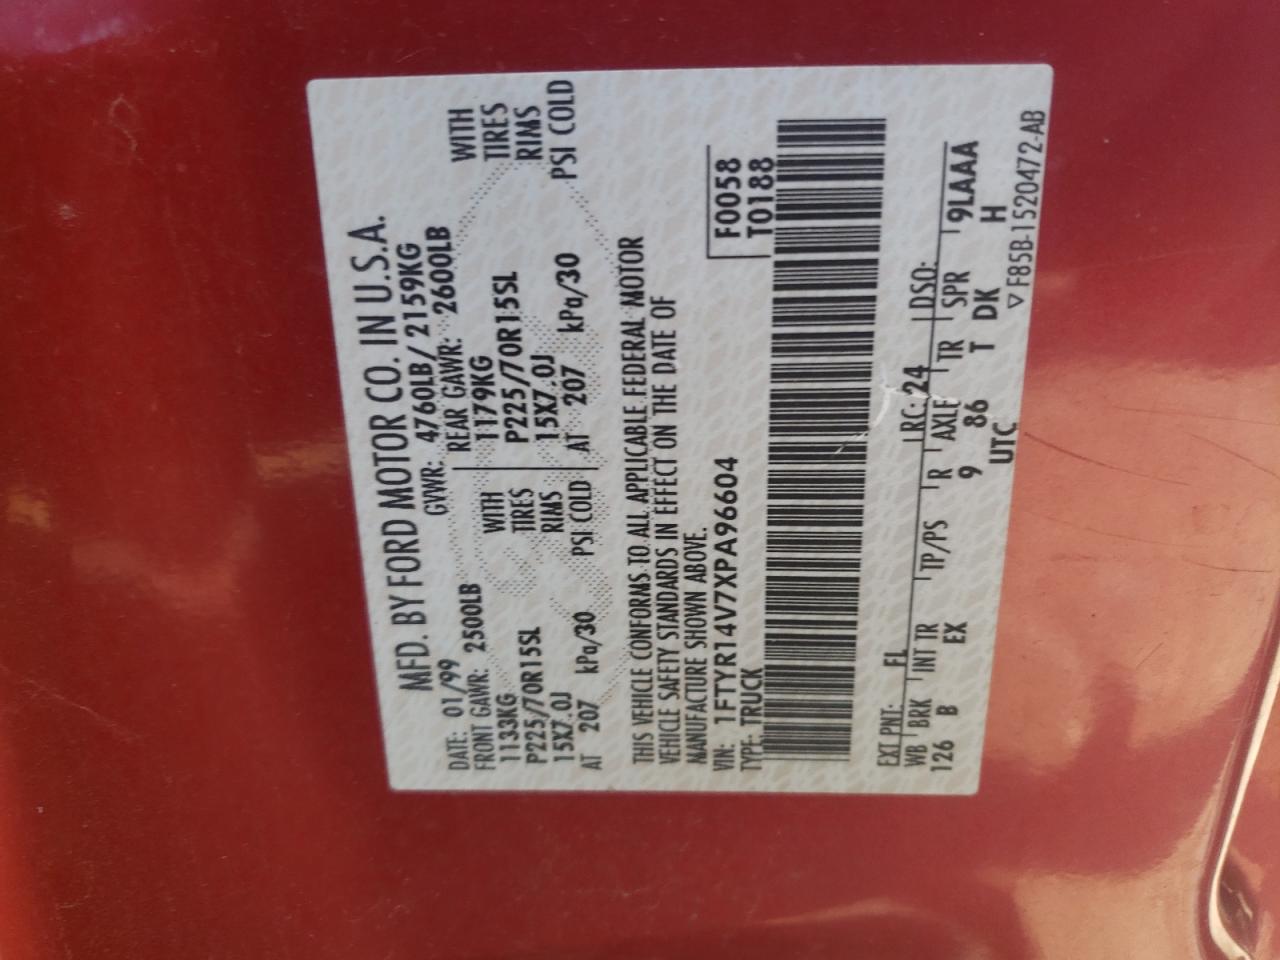 MFD. BY FORD MOTOR CO. IN U.S.A.
DATE: 01/99 GVWR: 4760LB/ 2159KG
FRONT GAWR: 2500LB REAR GAWR: 2600LB
1133KG WITH 1179KG WITH
P225/70R15SL TIRES P225/70R15SL TIRES
15X7.0J RIMS 15X7.0J RIMS
AT 207 kPa/30 PSI COLD AT 207 kPa/30 PSI COLD
THIS VEHICLE CONFORMS TO ALL APPLICABLE FEDERAL MOTOR
VEHICLE SAFETY STANDARDS IN EFFECT ON THE DATE OF
MANUFACTURE SHOWN ABOVE.
VIN: 1FTYR14V7XPA96604 F0058
TYPE: TRUCK T0188
EXT PNT: FL RC: 24 DSO:
WB BRK INT TR TP/PS R AXLE TR SPR 9LAAA
126 B EX 9 86 T DK H
UTC ▽ F85B-1520472-AB